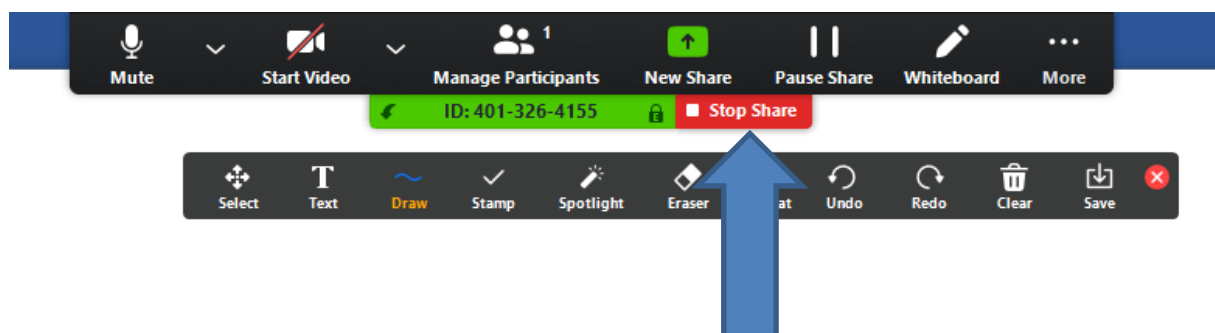 1
Mute Start Video Manage Participants New Share Pause Share Whiteboard More
ID: 401-326-4155 Stop Share
Select Text Draw Stamp Spotlight Eraser Undo Redo Clear Save